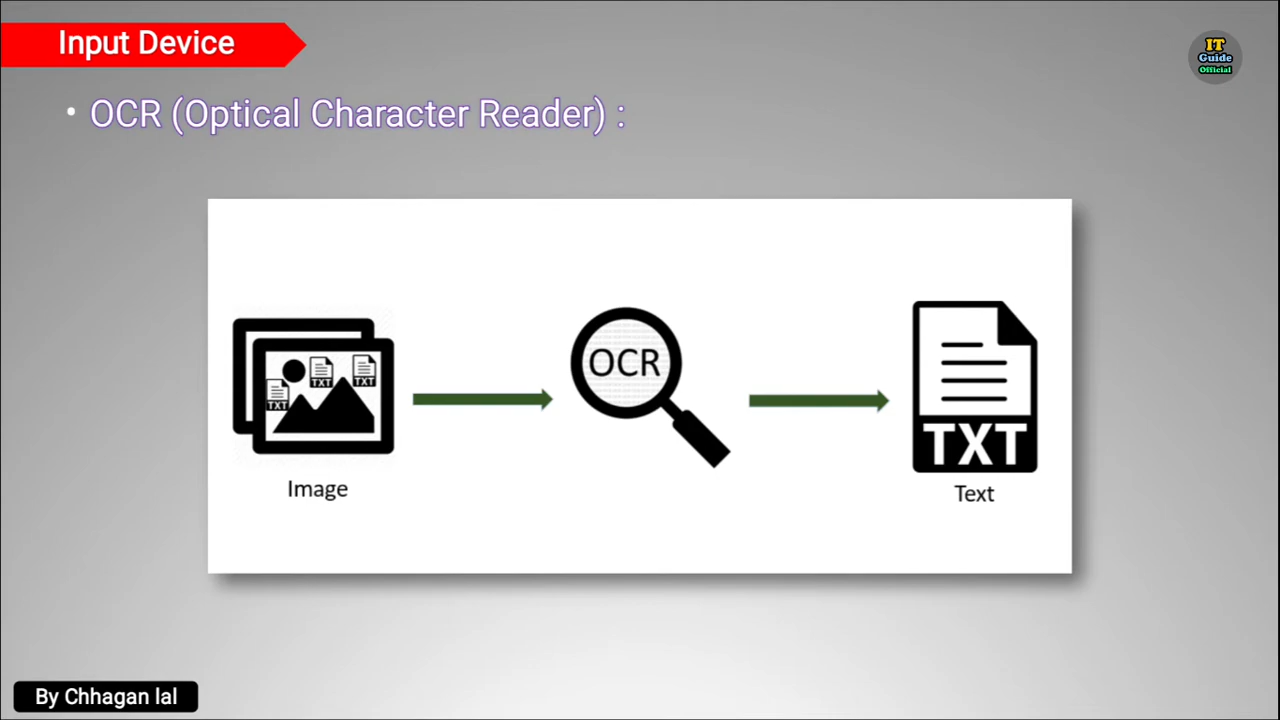 Input Device
IT
Guide
Official
• OCR (Optical Character Reader) :
TXT
TXT
TXT
OCR
TXT
Image
Text
By Chhagan lal